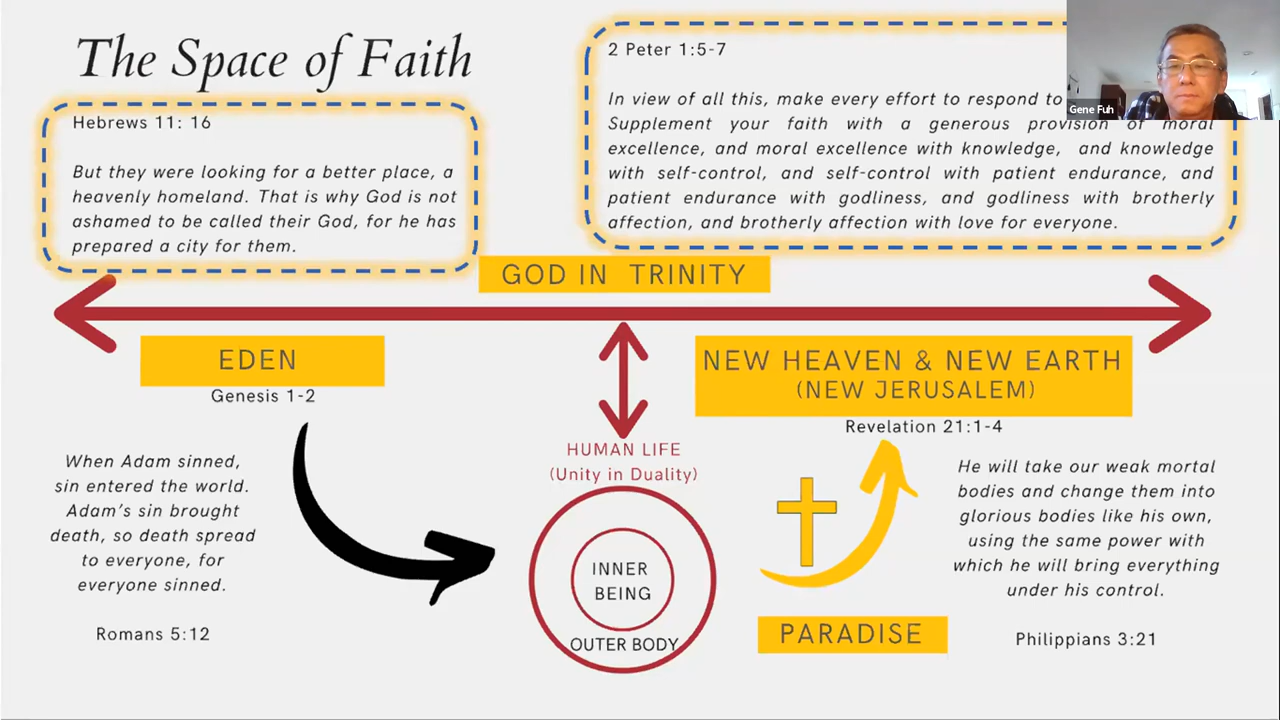 The Space of Faith
Hebrews 11: 16
But they were looking for a better place, a
heavenly homeland. That is why God is not
ashamed to be called their God, for he has
prepared a city for them.
2 Peter 1:5-7
In view of all this, make every effort to respond to
Supplement your faith with a generous provision of moral
excellence, and moral excellence with knowledge, and knowledge
with self-control, and self-control with patient endurance, and
patient endurance with godliness, and godliness with brotherly
affection, and brotherly affection with love for everyone.
Gene Fuh
GOD IN TRINITY
EDEN
Genesis 1-2
NEW HEAVEN & NEW EARTH
(NEW JERUSALEM)
Revelation 21:1-4
When Adam sinned,
sin entered the world.
Adam's sin brought
death, so death spread
to everyone, for
everyone sinned.
Romans 5:12
HUMAN LIFE
(Unity in Duality)
INNER
BEING
OUTER BODY
PARADISE
He will take our weak mortal
bodies and change them into
glorious bodies like his own,
using the same power with
which he will bring everything
under his control.
Philippians 3:21